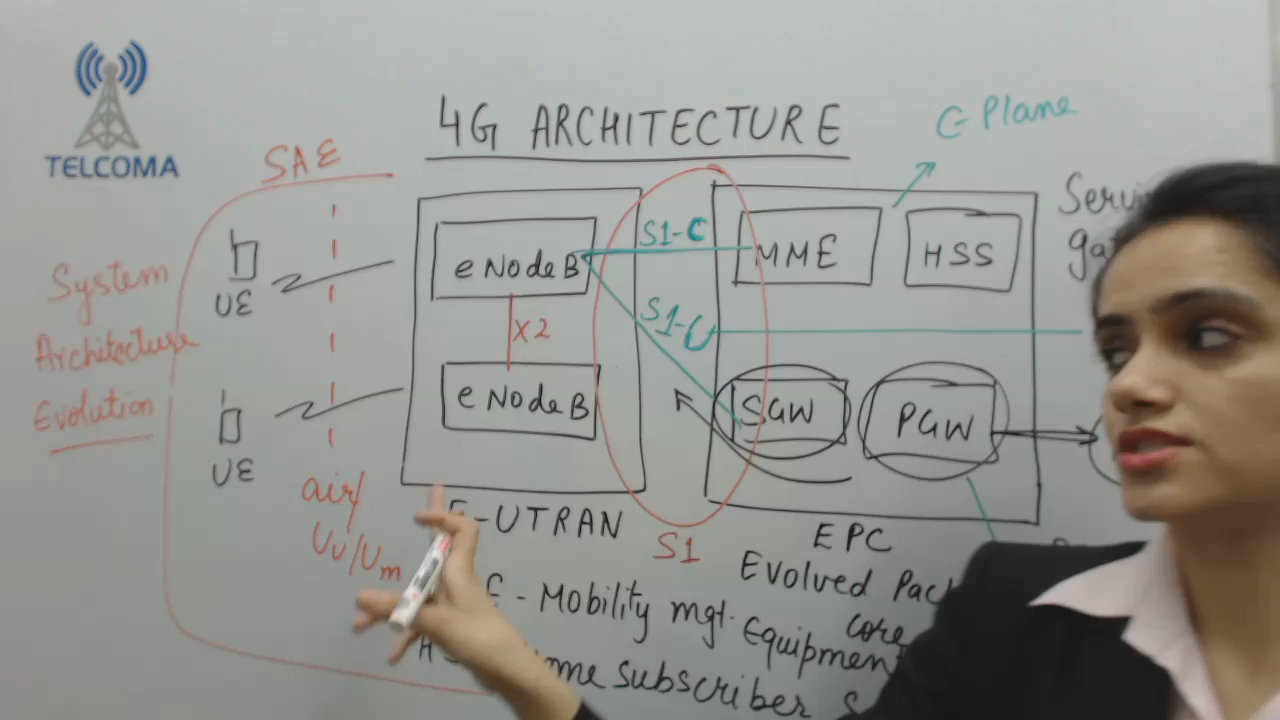 TELCOMA
4G ARCHITECTURE
C-Plane
SAE
System
Architecture
Evolution
UE
UE
air/
Uu/Um
eNodeB
X2
eNodeB
E-UTRAN
S1-C
S1-U
S1
MME
HSS
SGW
PGW
EPC
Evolved
core
E - Mobility mgt. Equipment
subscriber